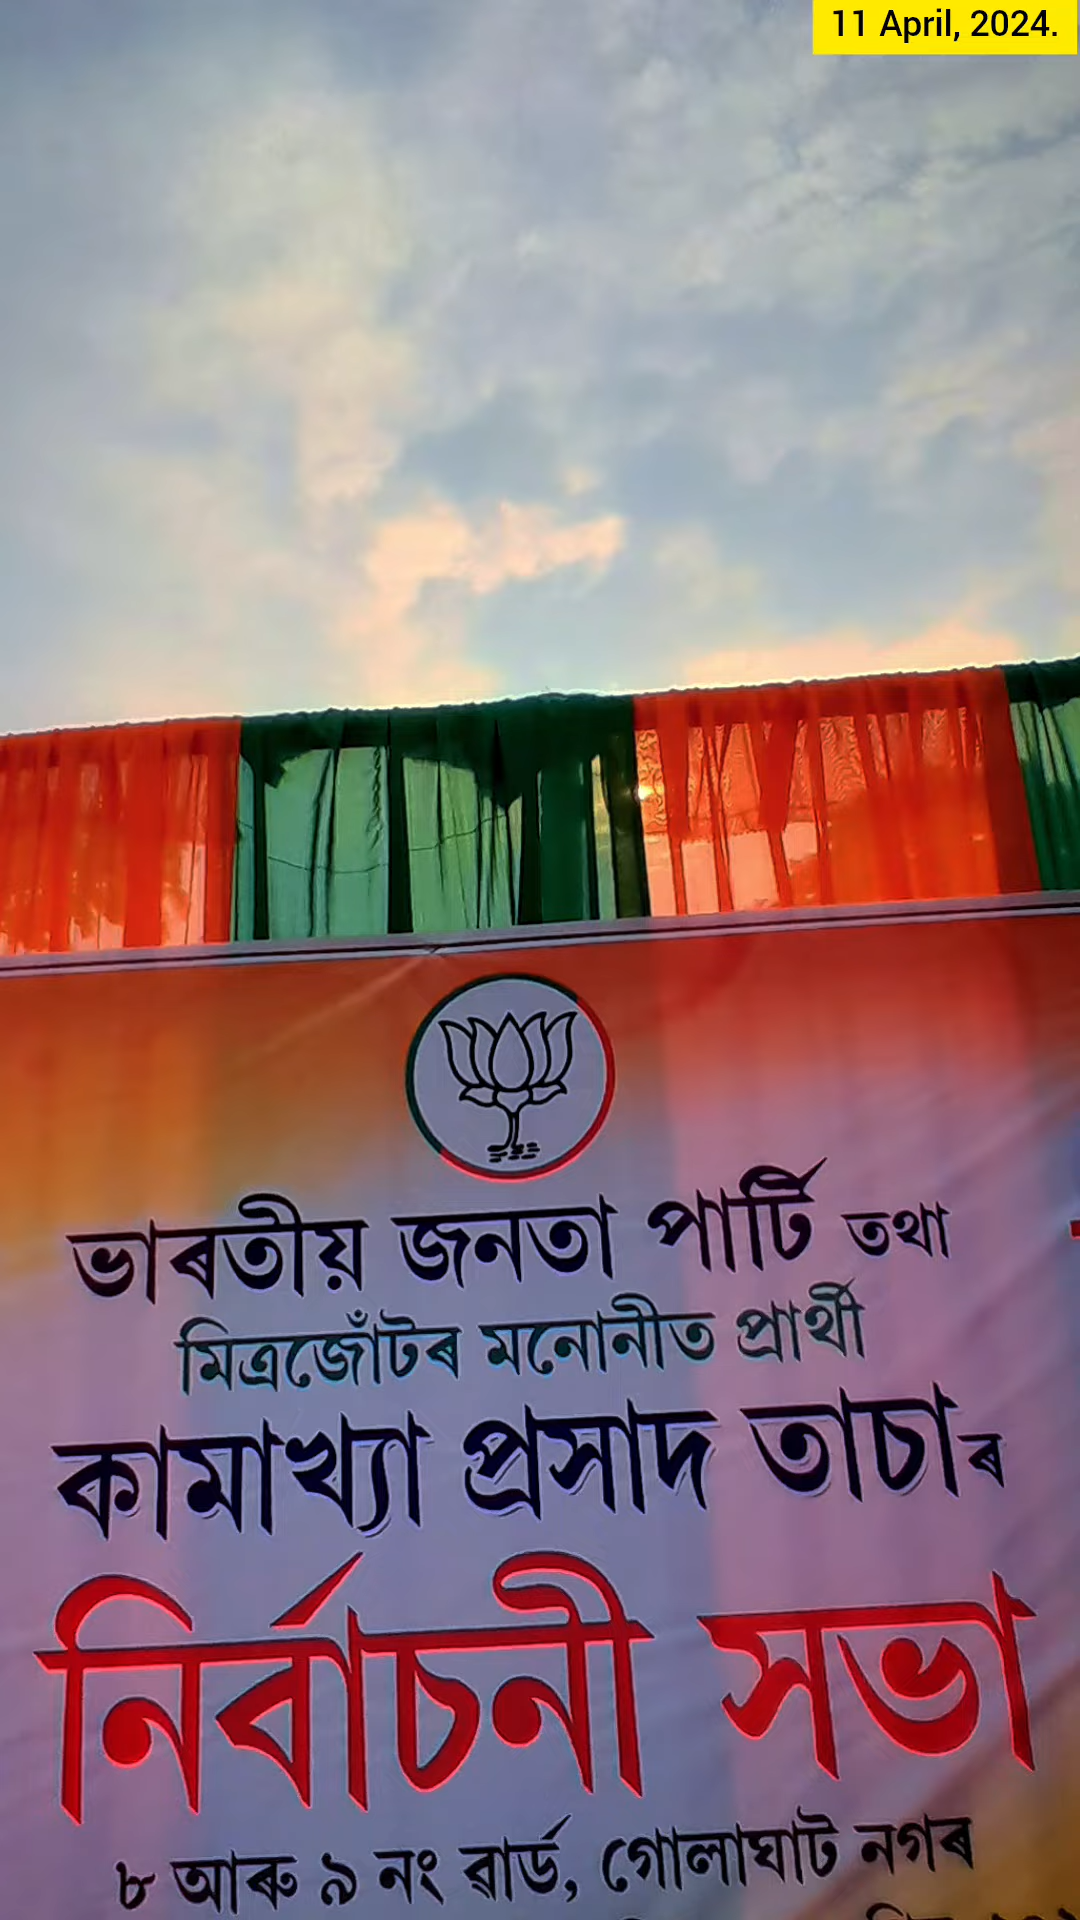 11 April, 2024.
ভাৰতীয় জনতা পাৰ্টি তথা
মিত্ৰজোঁটৰ মনোনীত প্ৰাৰ্থী
কামাখ্যা প্ৰসাদ তাচাৰ
নিৰ্বাচনী সভা
৮ আৰু ৯ নং ৱাৰ্ড, গোলাঘাট নগৰ